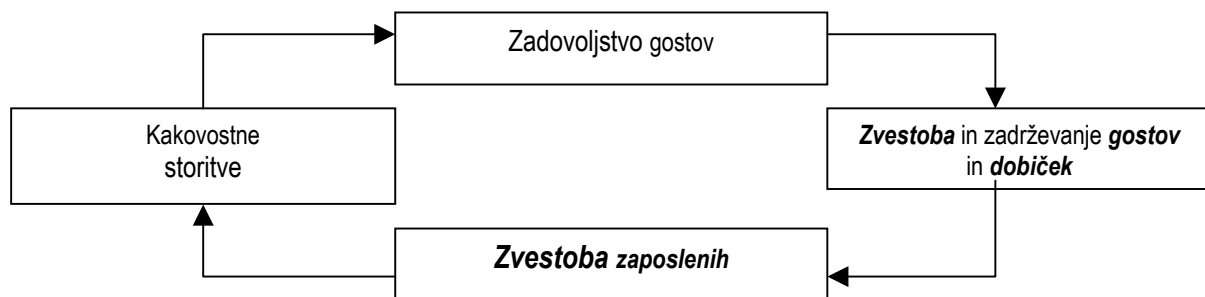 Zadovoljstvo gostov
Kakovostne
storitve
Zvestoba in zadrževanje gostov
in dobiček
Zvestoba zaposlenih